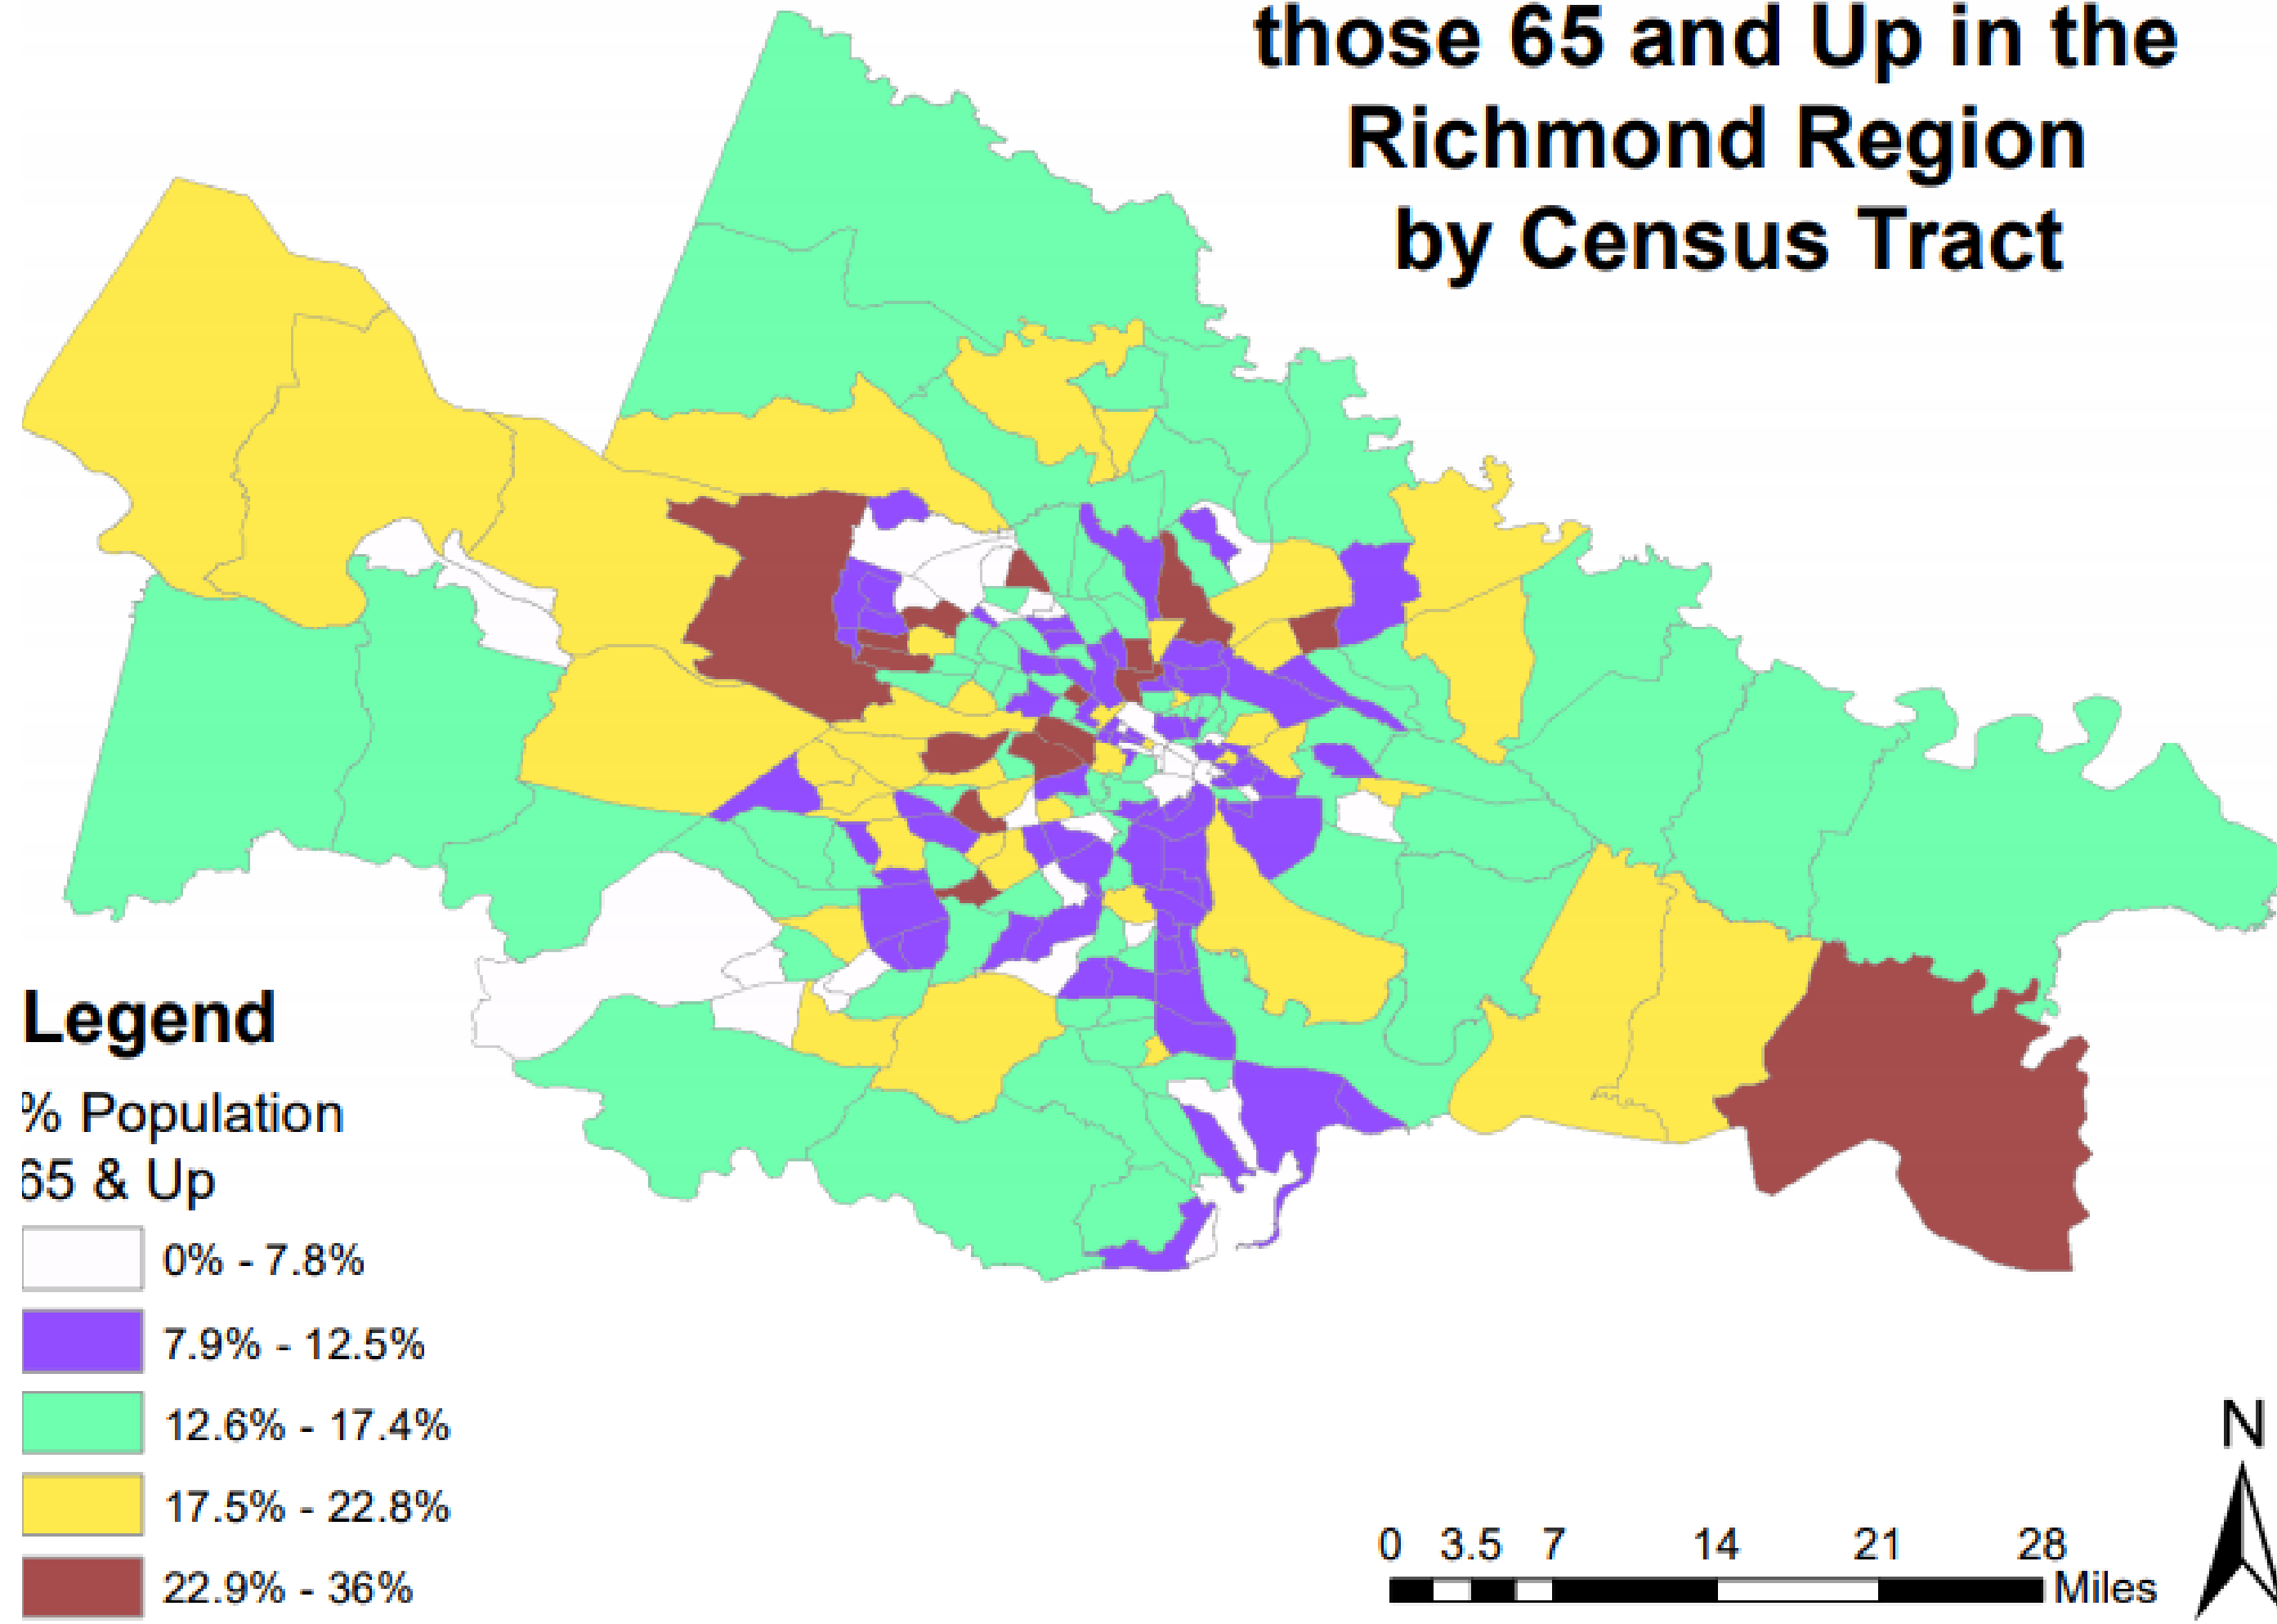 those 65 and Up in the
Richmond Region
by Census Tract
Legend
% Population
65 & Up
0% - 7.8%
7.9% - 12.5%
12.6% - 17.4%
17.5% - 22.8%
22.9% - 36%
N
0 3.5 7 14 21 28
Miles